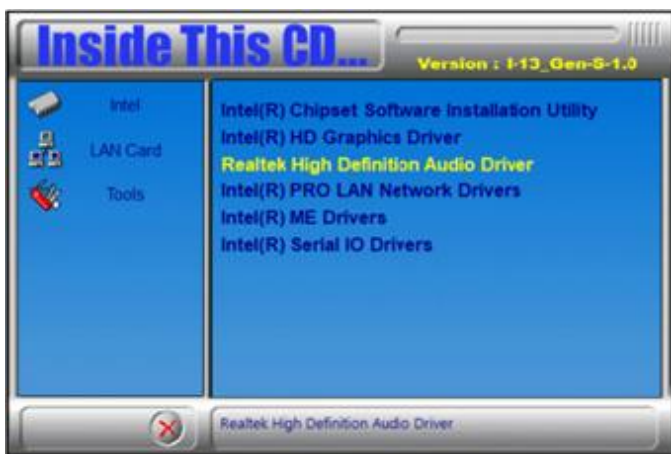 Inside This CD...
Version : I-13_Gen-S-1.0
Intel
LAN Card
Tools
Intel(R) Chipset Software Installation Utility
Intel(R) HD Graphics Driver
Realtek High Definition Audio Driver
Intel(R) PRO LAN Network Drivers
Intel(R) ME Drivers
Intel(R) Serial IO Drivers
Realtek High Definition Audio Driver